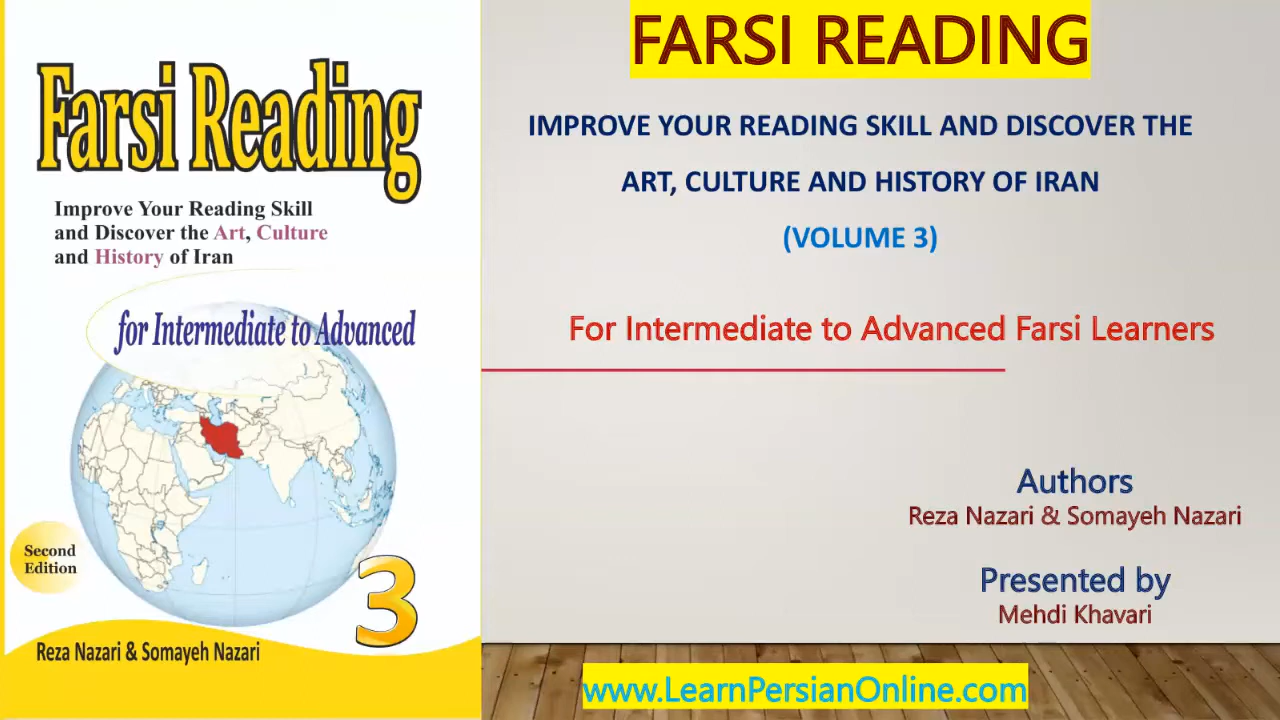 Farsi Reading
Improve Your Reading Skill
and Discover the Art, Culture
and History of Iran
for Intermediate to Advanced
Second
Edition
3
Reza Nazari & Somayeh Nazari
FARSI READING
IMPROVE YOUR READING SKILL AND DISCOVER THE
ART, CULTURE AND HISTORY OF IRAN
(VOLUME 3)
For Intermediate to Advanced Farsi Learners
Authors
Reza Nazari & Somayeh Nazari
Presented by
Mehdi Khavari
www.LearnPersianOnline.com